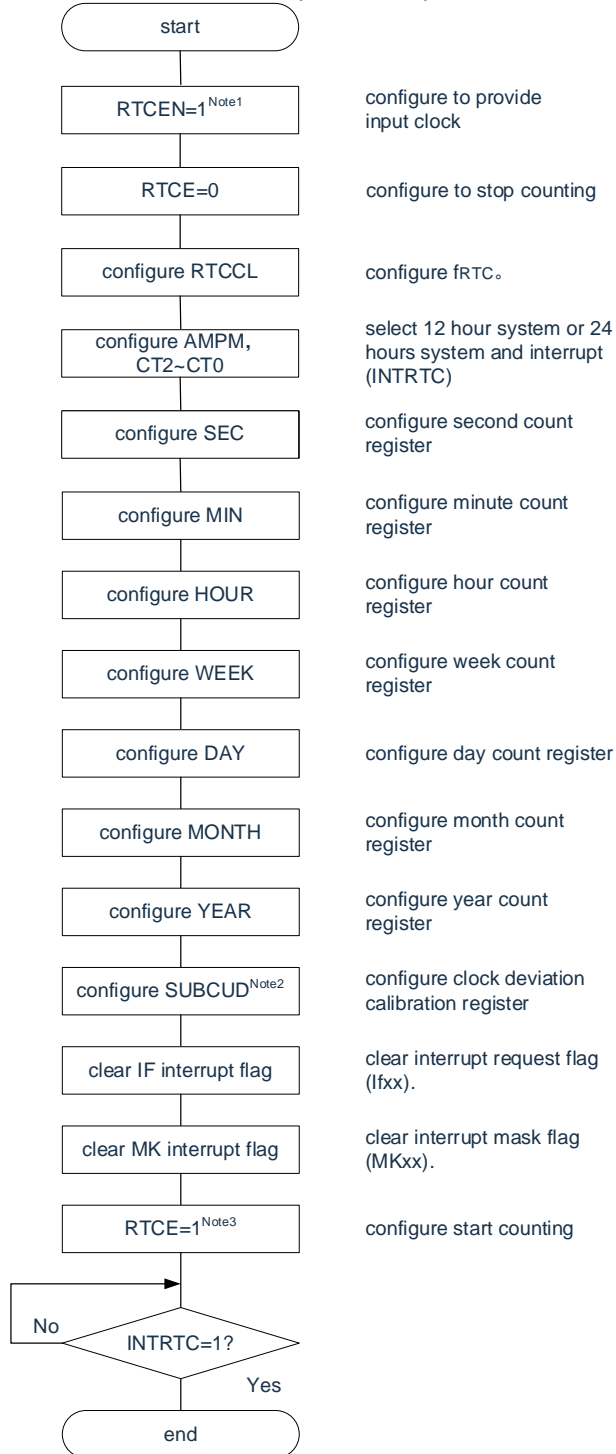 start
RTCEN=1Note1
configure to provide
input clock
RTCE=0
configure to stop counting
configure RTCCL
configure fRTC。
configure AMPM，
CT2~CT0
select 12 hour system or 24
hours system and interrupt
(INTRTC)
configure SEC
configure second count
register
configure MIN
configure minute count
register
configure HOUR
configure hour count
register
configure WEEK
configure week count
register
configure DAY
configure day count register
configure MONTH
configure month count
register
configure YEAR
configure year count
register
configure SUBCUDNote2
configure clock deviation
calibration register
clear IF interrupt flag
clear interrupt request flag
(Ifxx).
clear MK interrupt flag
clear interrupt mask flag
(MKxx).
RTCE=1Note3
configure start counting
No
INTRTC=1?
Yes
end